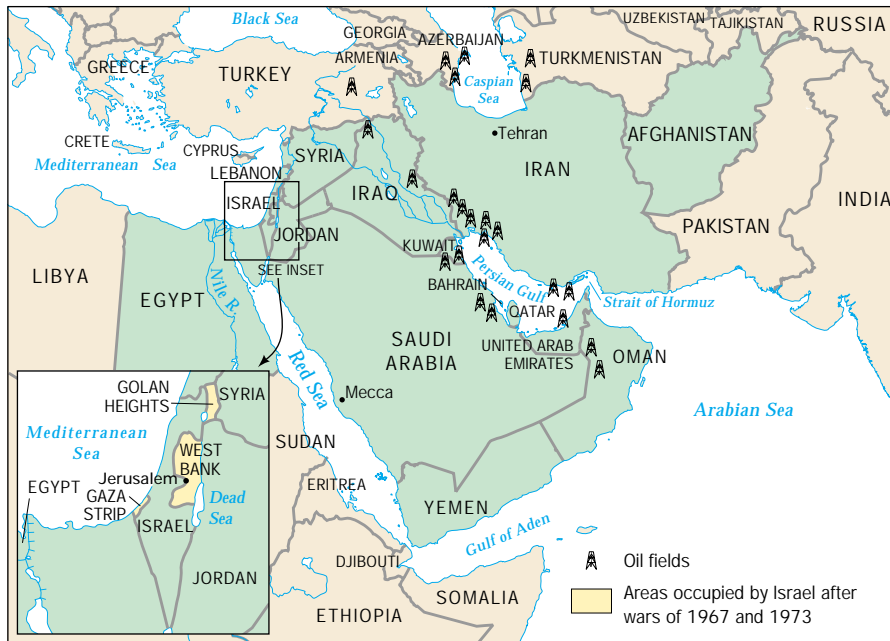 Black Sea
GEORGIA
AZERBAIJAN
UZBEKISTAN
TAJIKISTAN
RUSSIA
GREECE
TURKEY
ARMENIA
TURKMENISTAN
Caspian
Sea
CRETE
CYPRUS
SYRIA
Tehran
AFGHANISTAN
Mediterranean Sea
LEBANON
IRAN
ISRAEL
IRAQ
INDIA
JORDAN
PAKISTAN
KUWAIT
LIBYA
SEE INSET
EGYPT
Nile R.
BAHRAIN
Persian Gulf
Strait of Hormuz
QATAR
SAUDI
ARABIA
UNITED ARAB
EMIRATES
OMAN
Red Sea
Mecca
Arabian Sea
SUDAN
ERITREA
YEMEN
Gulf of Aden
DJIBOUTI
ETHIOPIA
SOMALIA
GOLAN
HEIGHTS
SYRIA
Mediterranean
Sea
WEST
BANK
Jerusalem
EGYPT
GAZA
STRIP
Dead
Sea
ISRAEL
JORDAN
Oil fields
Areas occupied by Israel after
wars of 1967 and 1973